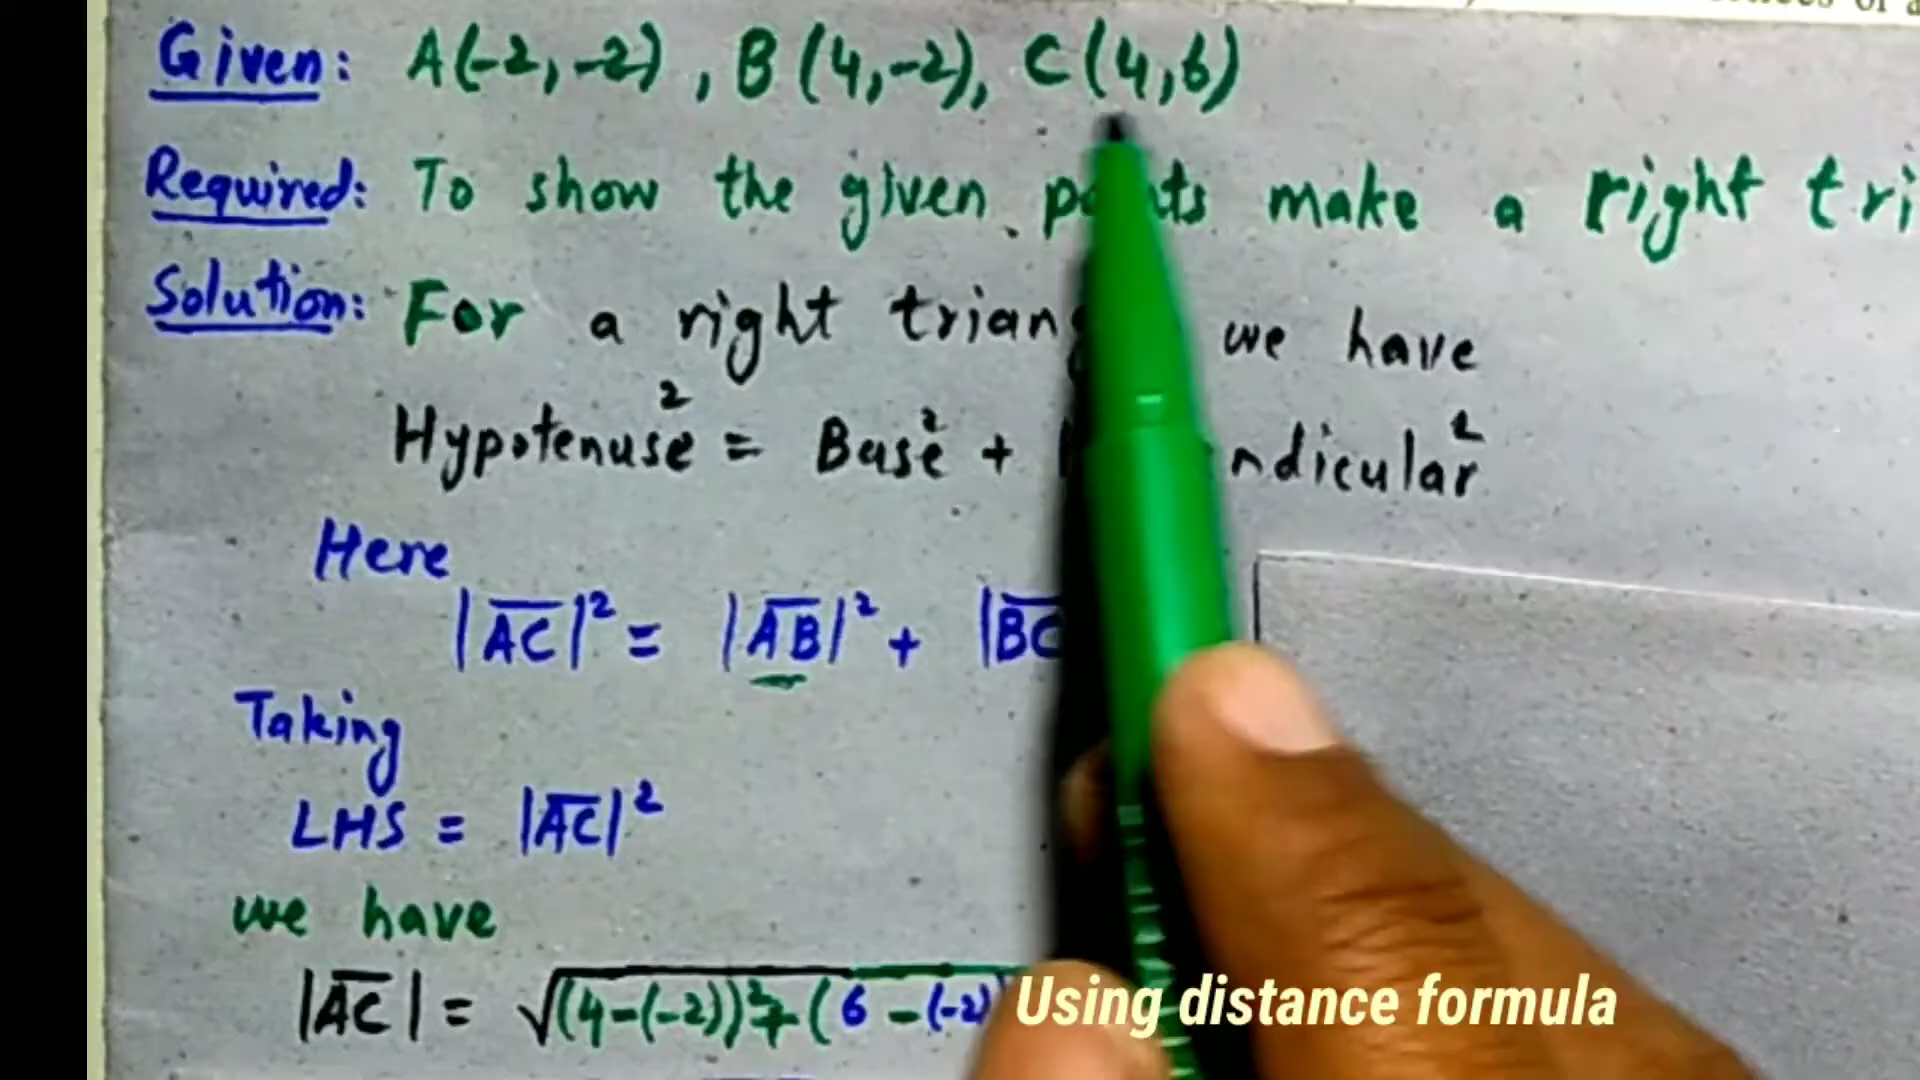 Given: A(-2,-2), B(4,-2), C(4,6)
Required: To show the given make a right
Solution: For a right we have
Hypotenuse² = Base² +
Here
|AC|² = |AB|² + |BC
Taking
LHS = |AC|²
we have
|AC| = √(4-(-2))²+(6-(-2)
Using distance formula